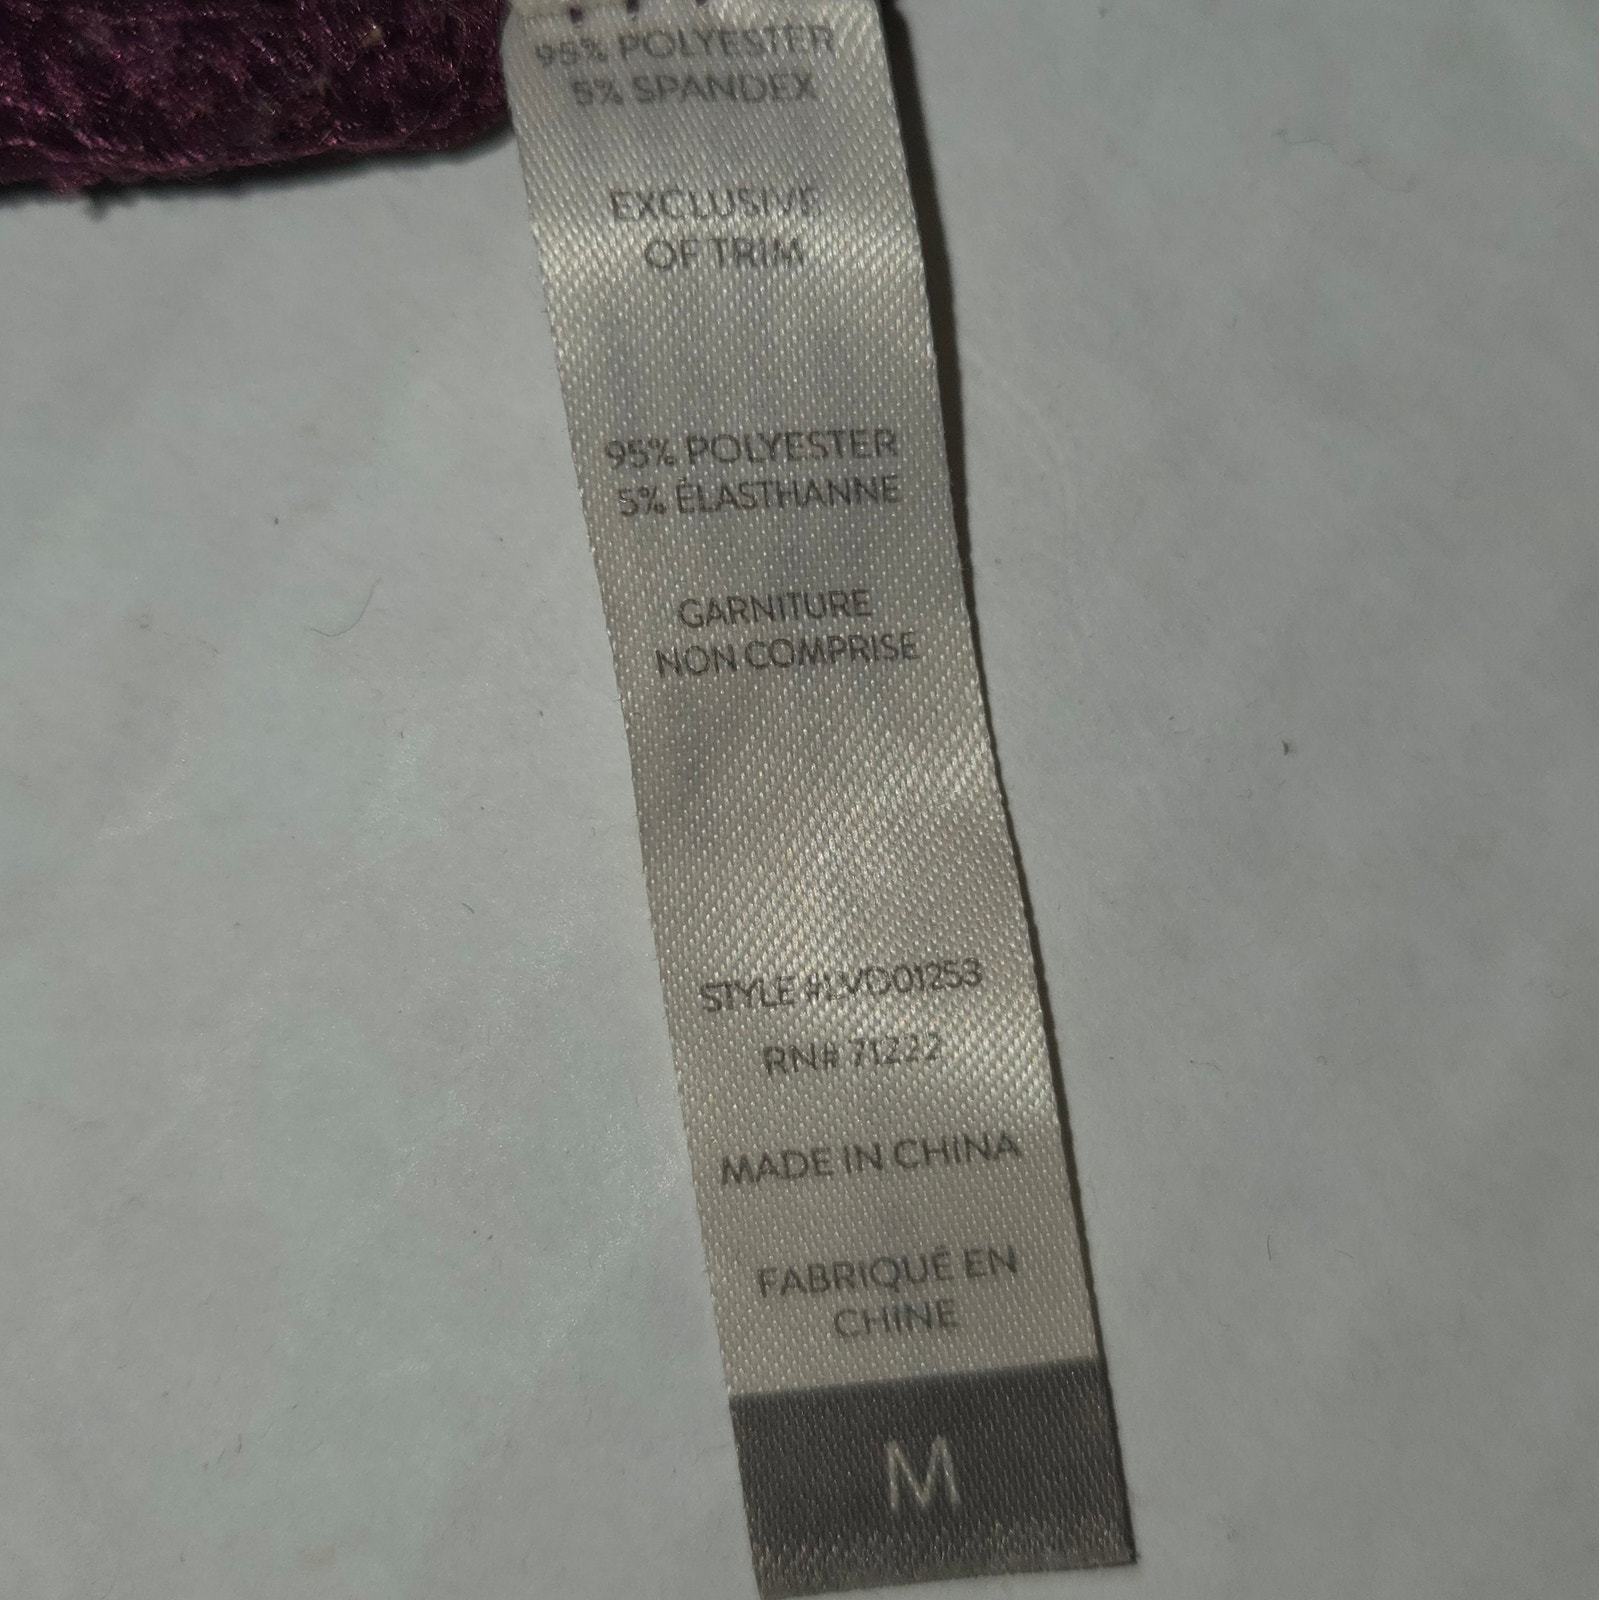 95% POLYESTER
5% SPANDEX
EXCLUSIVE
OF TRIM
95% POLYESTER
5% ÉLASTHANNE
GARNITURE
NON COMPRISE
STYLE #LVD01253
RN# 71222
MADE IN CHINA
FABRIQUÉ EN
CHINE
M